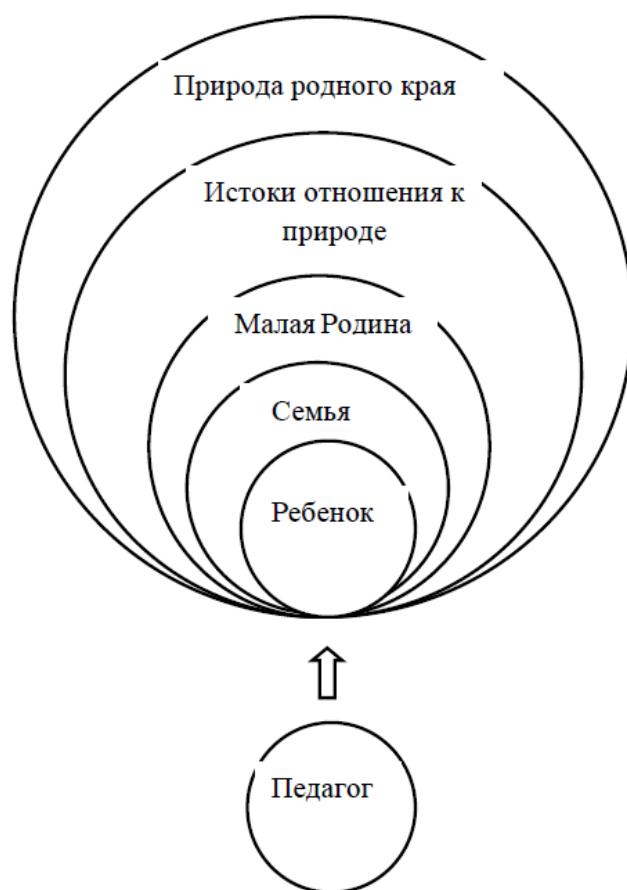 Природа родного края
Истоки отношения к
природе
Малая Родина
Семья
Ребенок
Педагог